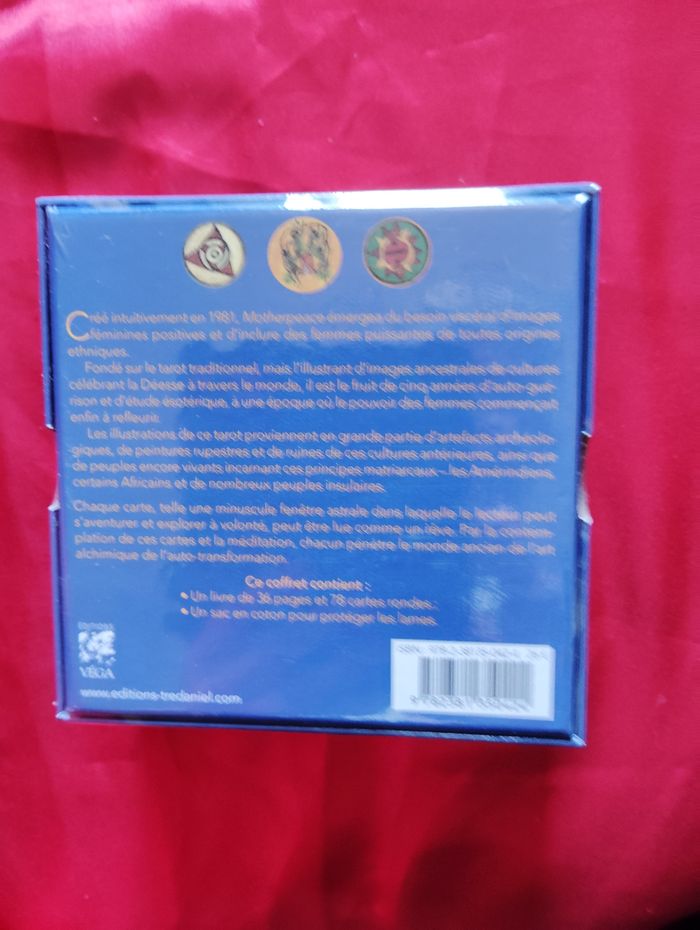 Créé intuitivement en 1981, Motherpeace émergea du besoin viscéral d'images
féminines positives et d'inclure des femmes puissantes de toutes origines
ethniques.
Fondé sur le tarot traditionnel, mais l'illustrant d'images ancestrales de cultures
célébrant la Déesse à travers le monde, il est le fruit de cinq années d'auto-gué-
rison et d'étude ésotérique, à une époque où le pouvoir des femmes commençait
enfin à refleurir.
Les illustrations de ce tarot proviennent en grande partie d'artefacts archéolo-
giques, de peintures rupestres et de ruines de ces cultures antérieures, ainsi que
de peuples encore vivants incarnant ces principes matriarcaux – les Amérindiens,
certains Africains et de nombreux peuples insulaires.
Chaque carte, telle une minuscule fenêtre astrale dans laquelle le peut
s'aventurer et explorer à volonté, peut être lue comme un rêve. Par la contem-
plation de ces cartes et la méditation, chacun pénètre le monde ancien de l'art
alchimique de l'auto-transformation.
Ce coffret contient :
• Un livre de 36 pages et 78 cartes rondes ;
• Un sac en coton pour protéger les lames.
ÉDITIONS
VÉGA
www.editions-tredaniel.com
ISBN :